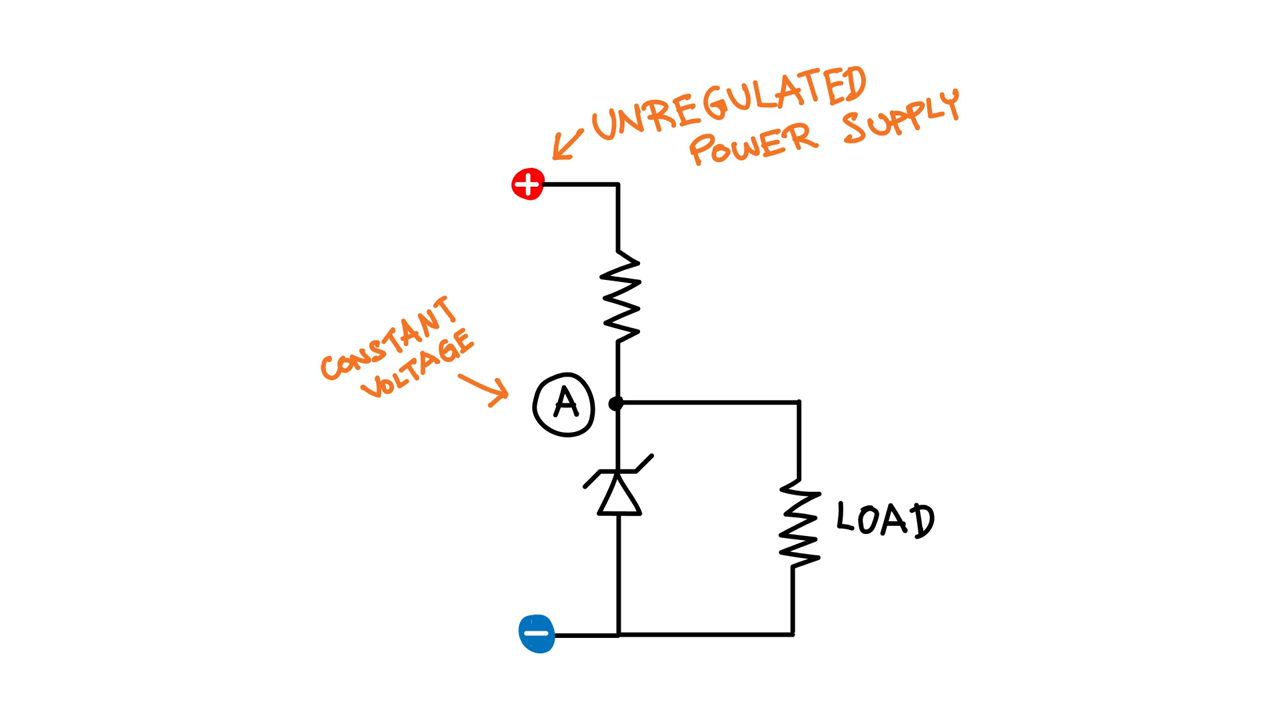 UNREGULATED
POWER SUPPLY
+
CONSTANT
VOLTAGE
A
LOAD
-